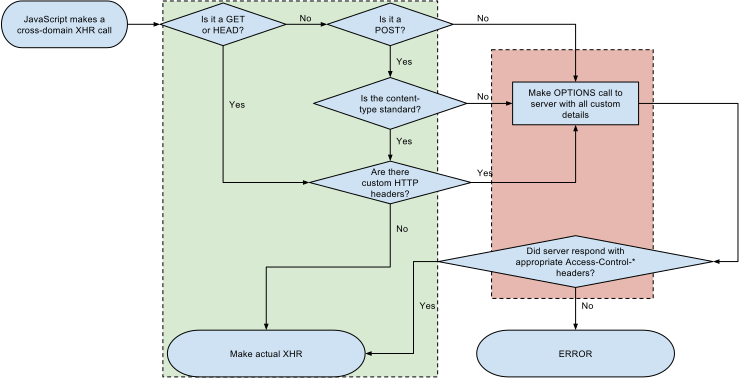 JavaScript makes a
cross-domain XHR call
Is it a GET
or HEAD?
No
Is it a
POST?
No
Yes
Yes
Is the content-
type standard?
No
Make OPTIONS call to
server with all custom
details
Yes
Are there
custom HTTP
headers?
Yes
No
Did server respond with
appropriate Access-Control-*
headers?
Yes
No
Make actual XHR
ERROR